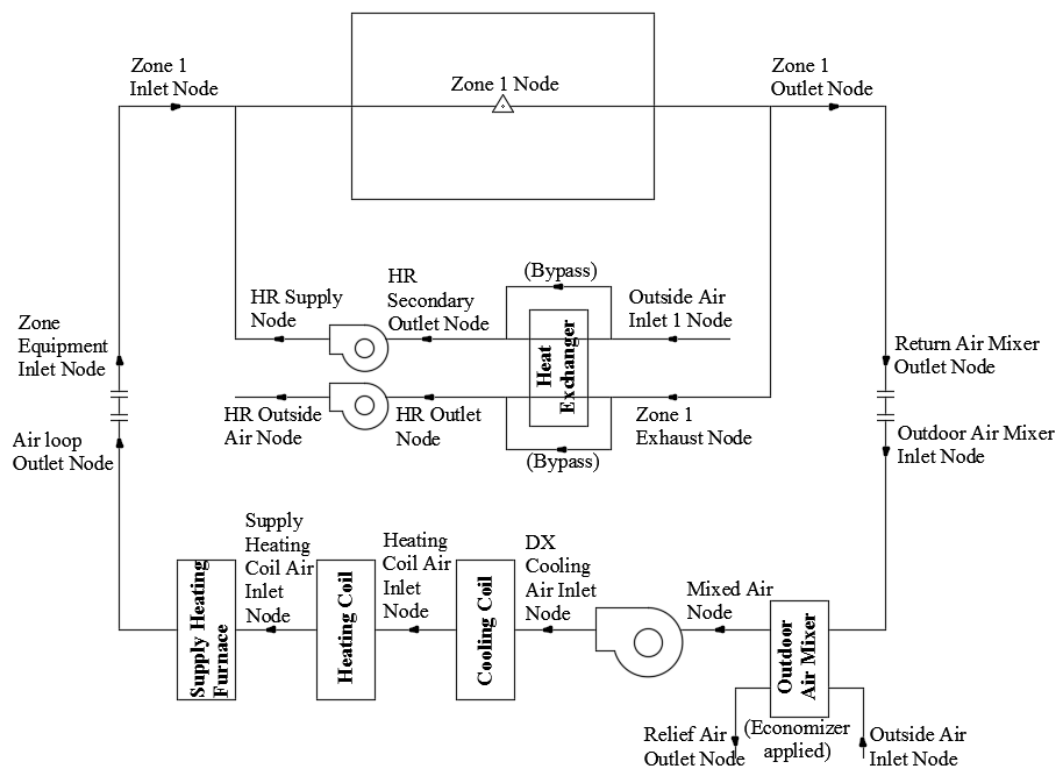 Zone 1
Inlet Node
Zone 1 Node
Zone 1
Outlet Node
(Bypass)
HR Supply
Node
HR
Secondary
Outlet Node
Outside Air
Inlet 1 Node
Zone
Equipment
Inlet Node
Heat
Exchanger
Return Air Mixer
Outlet Node
HR Outside
Air Node
HR Outlet
Node
Zone 1
Exhaust Node
(Bypass)
Air loop
Outlet Node
Outdoor Air Mixer
Inlet Node
Supply
Heating
Coil Air
Inlet
Node
Heating
Coil Air
Inlet
Node
DX
Cooling
Air Inlet
Node
Mixed Air
Node
Supply Heating
Furnace
Heating Coil
Cooling Coil
Outdoor
Air Mixer
Relief Air
Outlet Node
(Economizer
applied)
Outside Air
Inlet Node